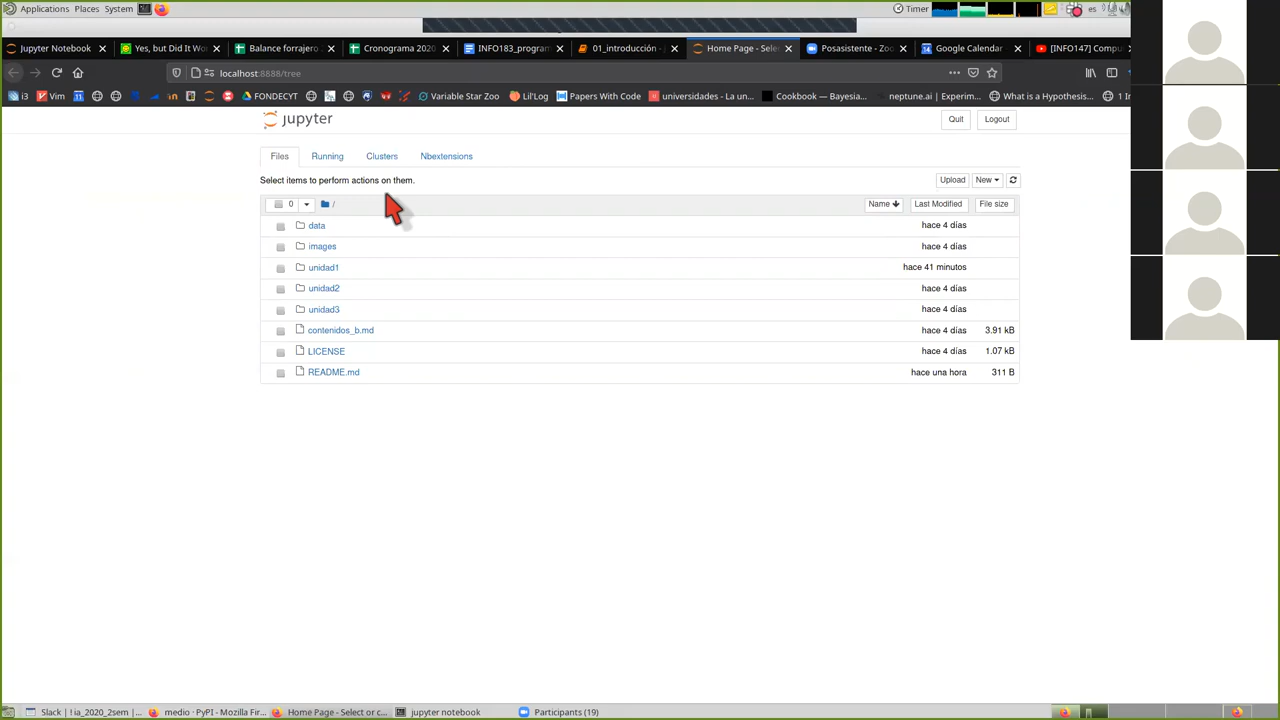 Applications Places System Timer es
Jupyter Notebook Yes, but Did It Wo Balance forrajero Cronograma 2020 INFO183_progra 01_introducción - Home Page - Sele Posasistente - Zo Google Calendar [INFO147] Compu
localhost:8888/tree
i3 Vim FONDECYT Variable Star Zoo Lil'Log Papers With Code universidades - La un... Cookbook — Bayesia... neptune.ai | Experim... What is a Hypothesis... 1 I
jupyter Quit Logout
Files Running Clusters Nbextensions
Select items to perform actions on them. Upload New
0 / Name Last Modified File size
data hace 4 días
images hace 4 días
unidad1 hace 41 minutos
unidad2 hace 4 días
unidad3 hace 4 días
contenidos_b.md hace 4 días 3.91 kB
LICENSE hace 4 días 1.07 kB
README.md hace una hora 311 B
Slack | !ia_2020_2sem |... medio · PyPI - Mozilla Fir... Home Page - Select or c... jupyter notebook Participants (19)